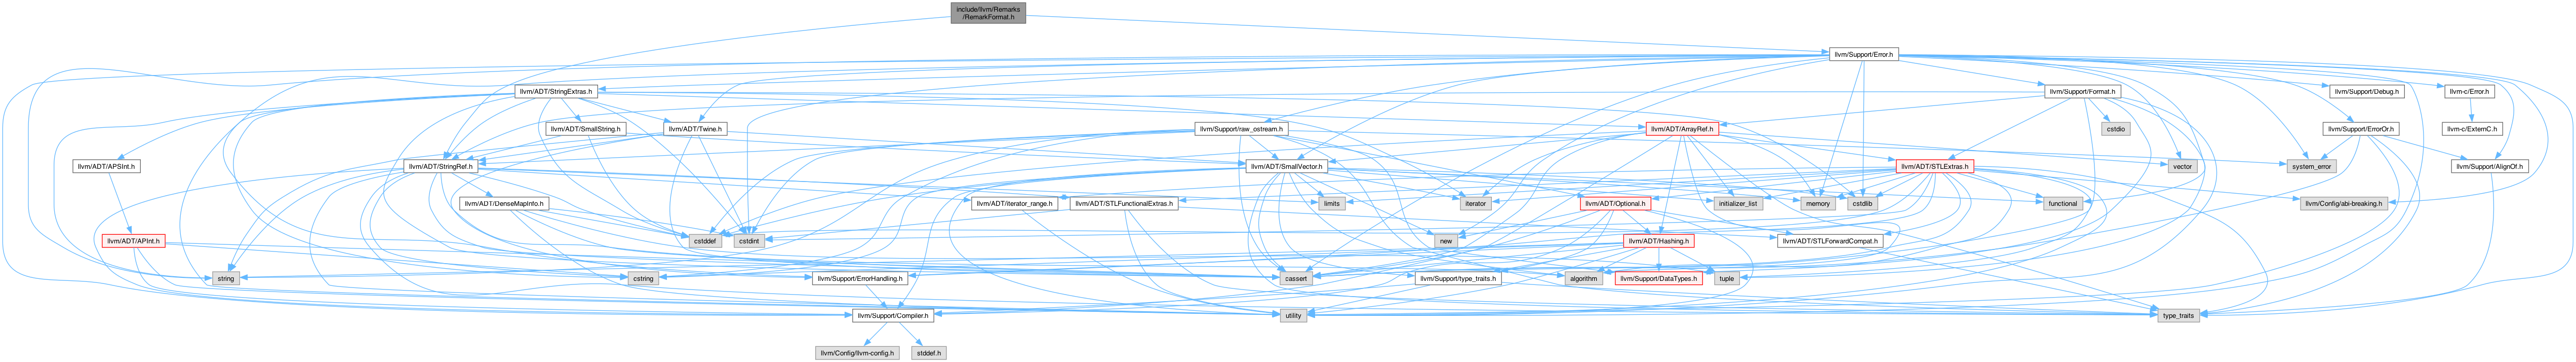 include/llvm/Remarks
/RemarkFormat.h
llvm/Support/Error.h
llvm/ADT/StringExtras.h
llvm/Support/Format.h
llvm/Support/Debug.h
llvm-c/Error.h
llvm/ADT/SmallString.h
llvm/ADT/Twine.h
llvm/Support/raw_ostream.h
llvm/ADT/ArrayRef.h
cstdio
llvm/Support/ErrorOr.h
llvm-c/ExternC.h
llvm/ADT/APSInt.h
llvm/ADT/StringRef.h
llvm/ADT/SmallVector.h
llvm/ADT/STLExtras.h
vector
system_error
llvm/Support/AlignOf.h
llvm/ADT/DenseMapInfo.h
llvm/ADT/iterator_range.h
llvm/ADT/STLFunctionalExtras.h
limits
iterator
llvm/ADT/Optional.h
initializer_list
memory
cstdlib
functional
llvm/Config/abi-breaking.h
llvm/ADT/APInt.h
cstddef
cstdint
new
llvm/ADT/Hashing.h
llvm/ADT/STLForwardCompat.h
string
cstring
llvm/Support/ErrorHandling.h
cassert
llvm/Support/type_traits.h
algorithm
llvm/Support/DataTypes.h
tuple
llvm/Support/Compiler.h
utility
type_traits
llvm/Config/llvm-config.h
stddef.h